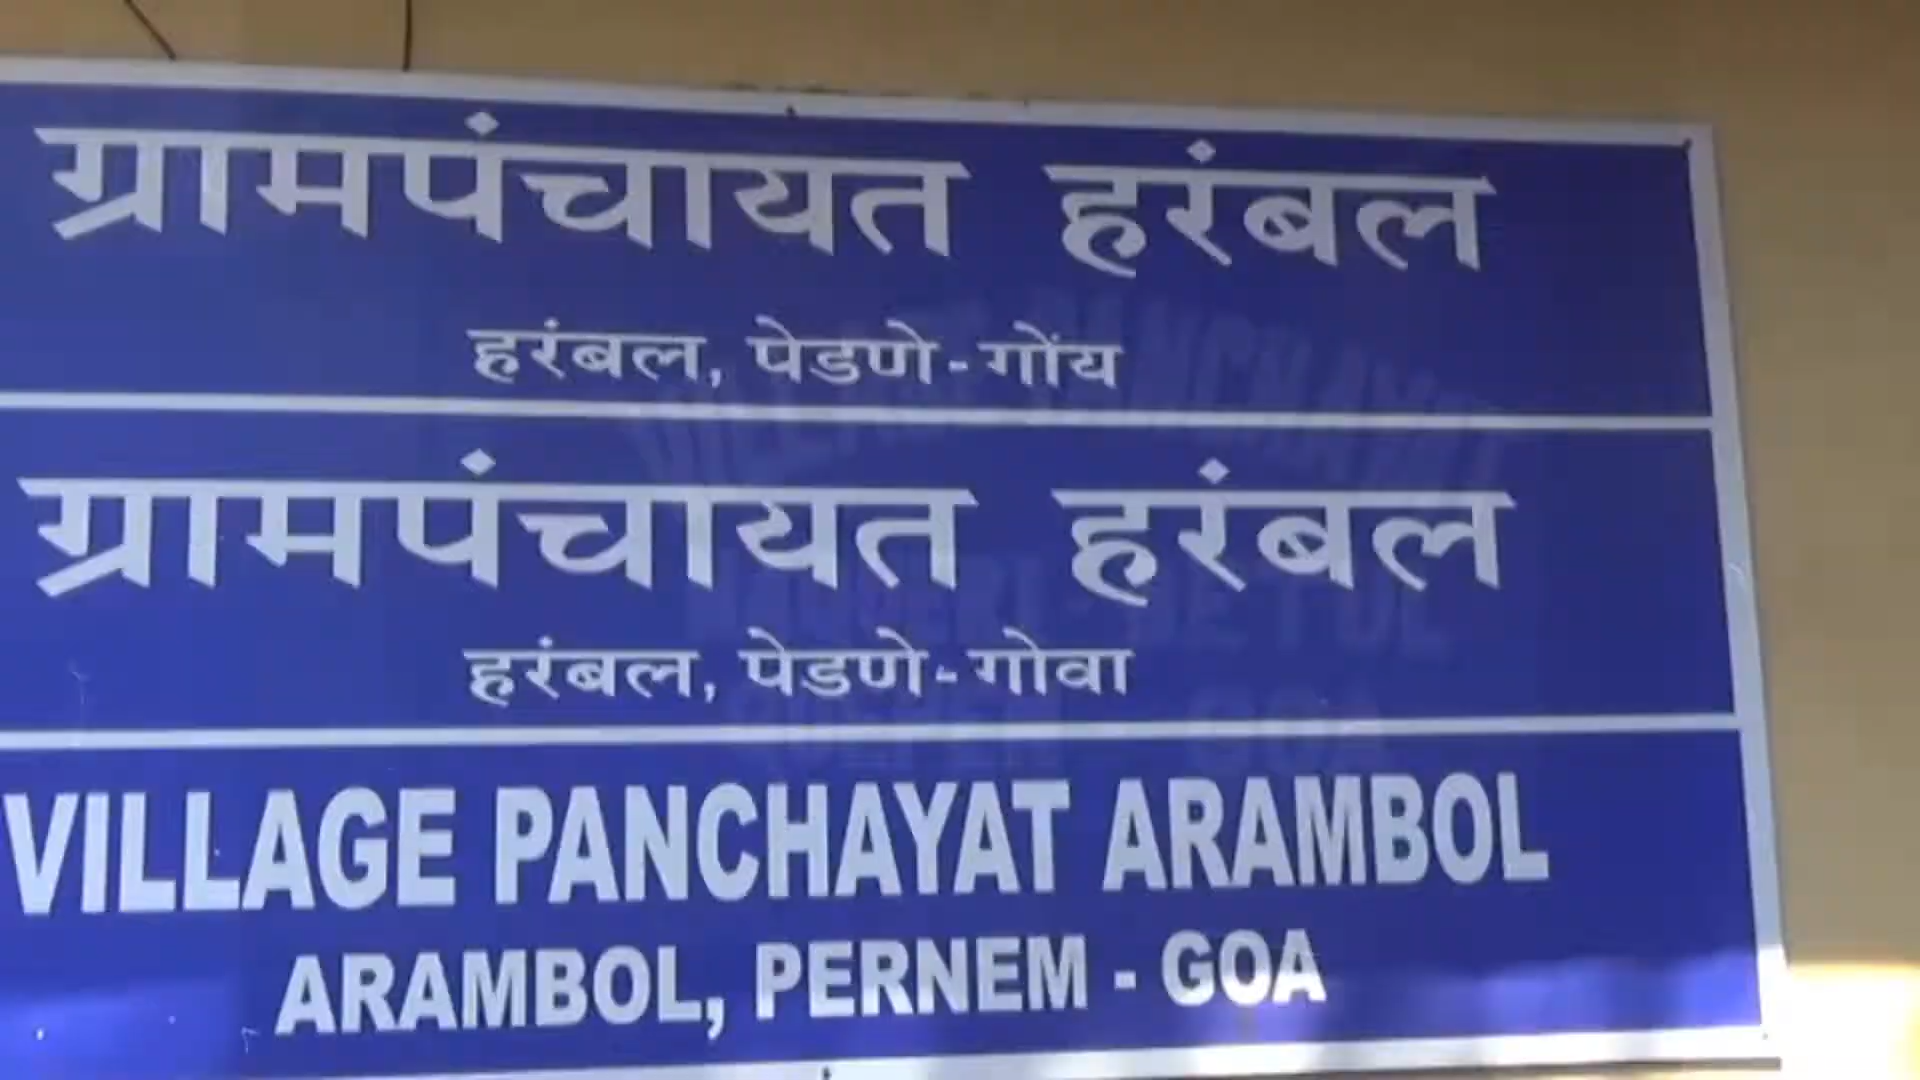 ग्रामपंचायत हरंबल
हरंबल, पेडणे-गोंय
ग्रामपंचायत हरंबल
हरंबल, पेडणे-गोवा
VILLAGE PANCHAYAT ARAMBOL
ARAMBOL, PERNEM - GOA